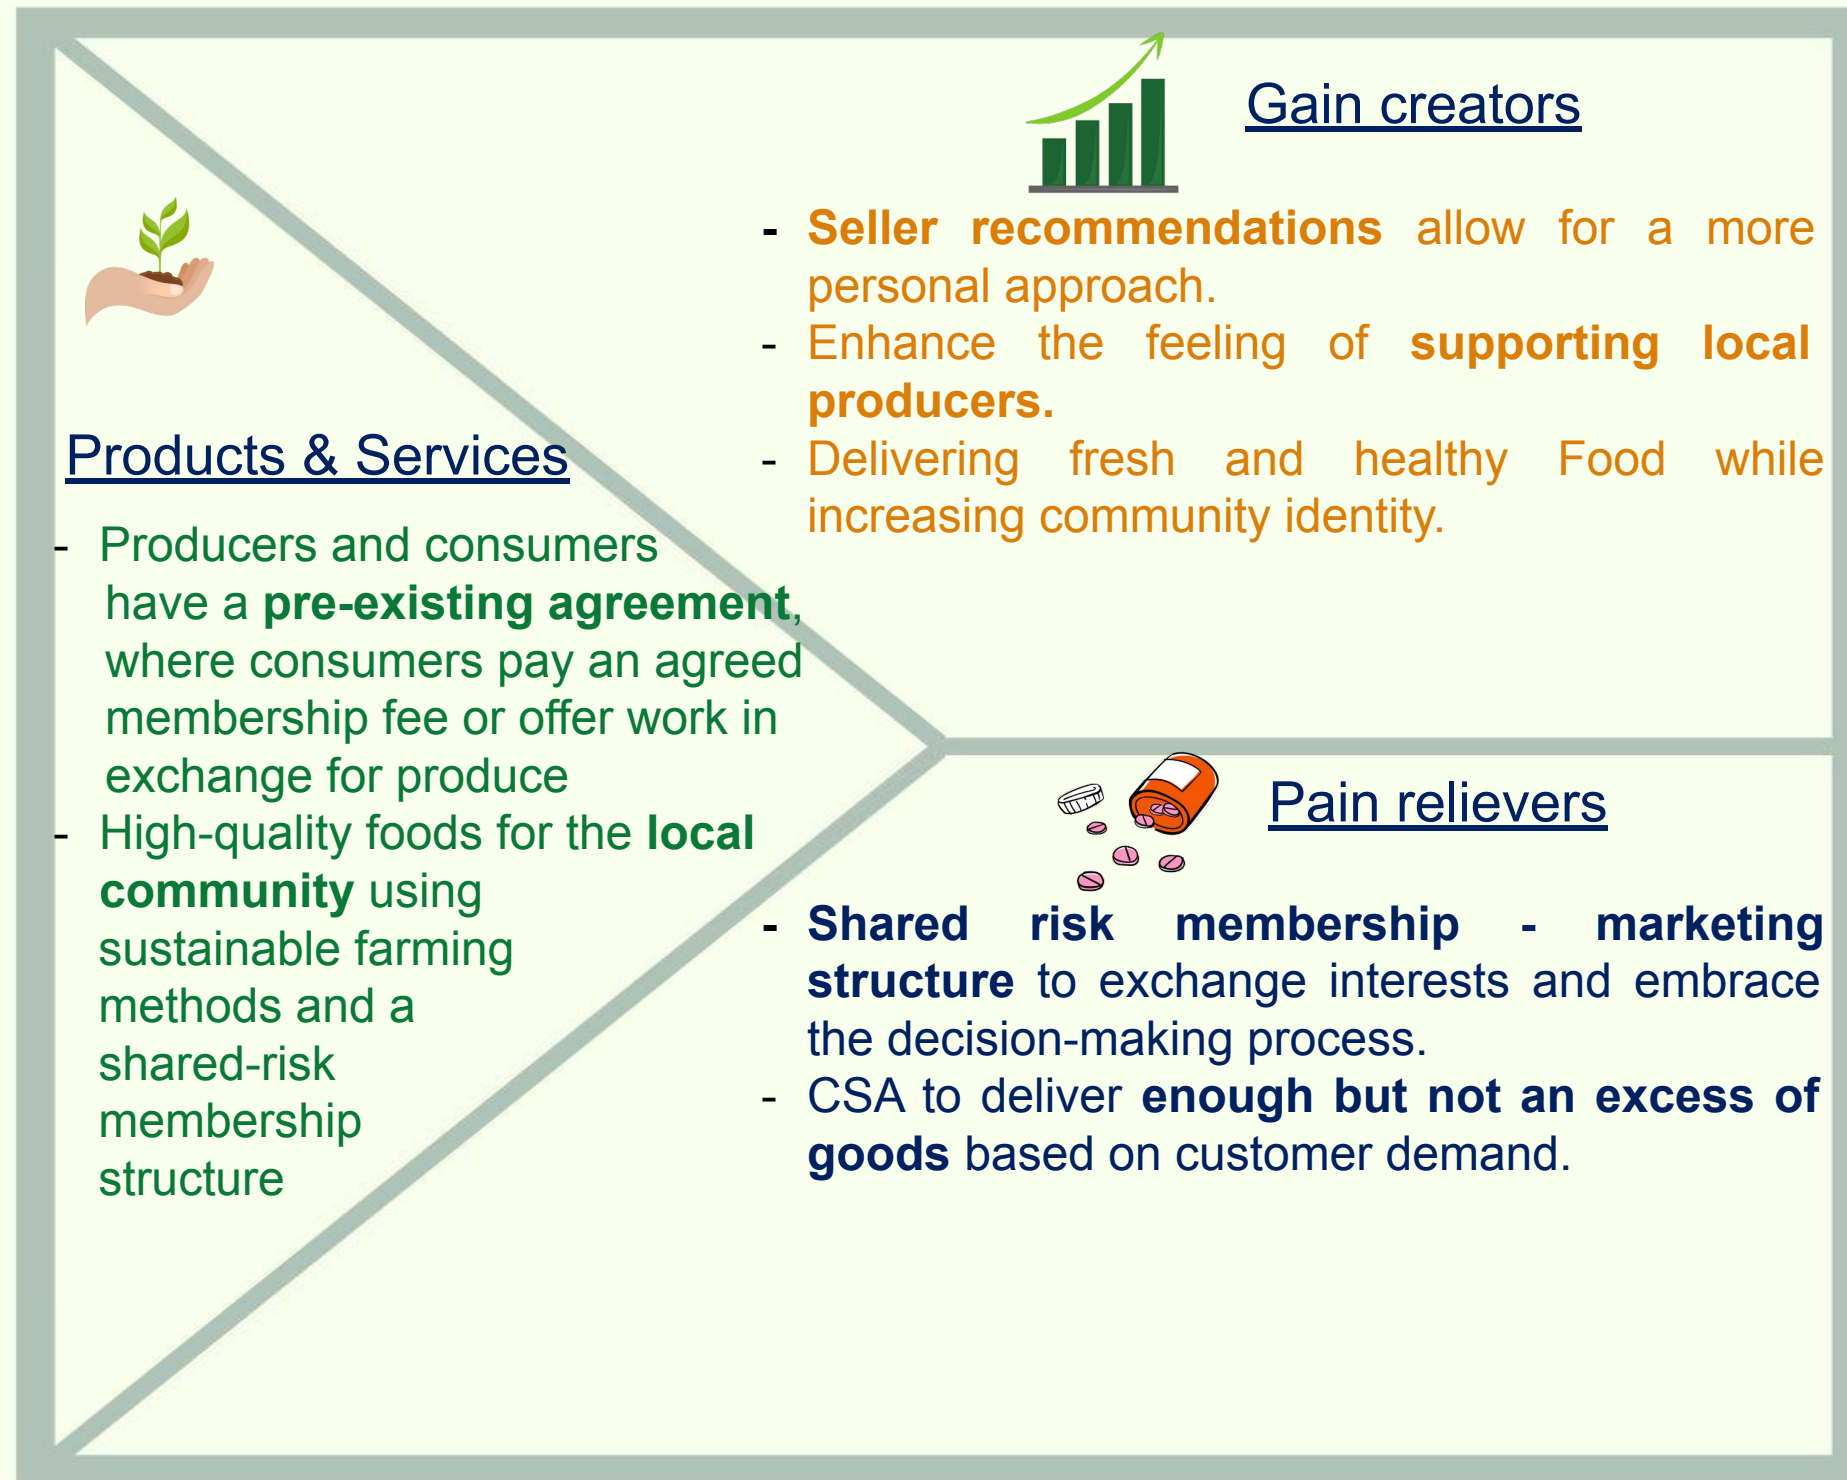 Gain creators
- Seller recommendations allow for a more
personal approach.
- Enhance the feeling of supporting local
producers.
- Delivering fresh and healthy Food while
increasing community identity.
Products & Services
- Producers and consumers
have a pre-existing agreement,
where consumers pay an agreed
membership fee or offer work in
exchange for produce
- High-quality foods for the local
community using
sustainable farming
methods and a
shared-risk
membership
structure
Pain relievers
- Shared risk membership - marketing
structure to exchange interests and embrace
the decision-making process.
- CSA to deliver enough but not an excess of
goods based on customer demand.